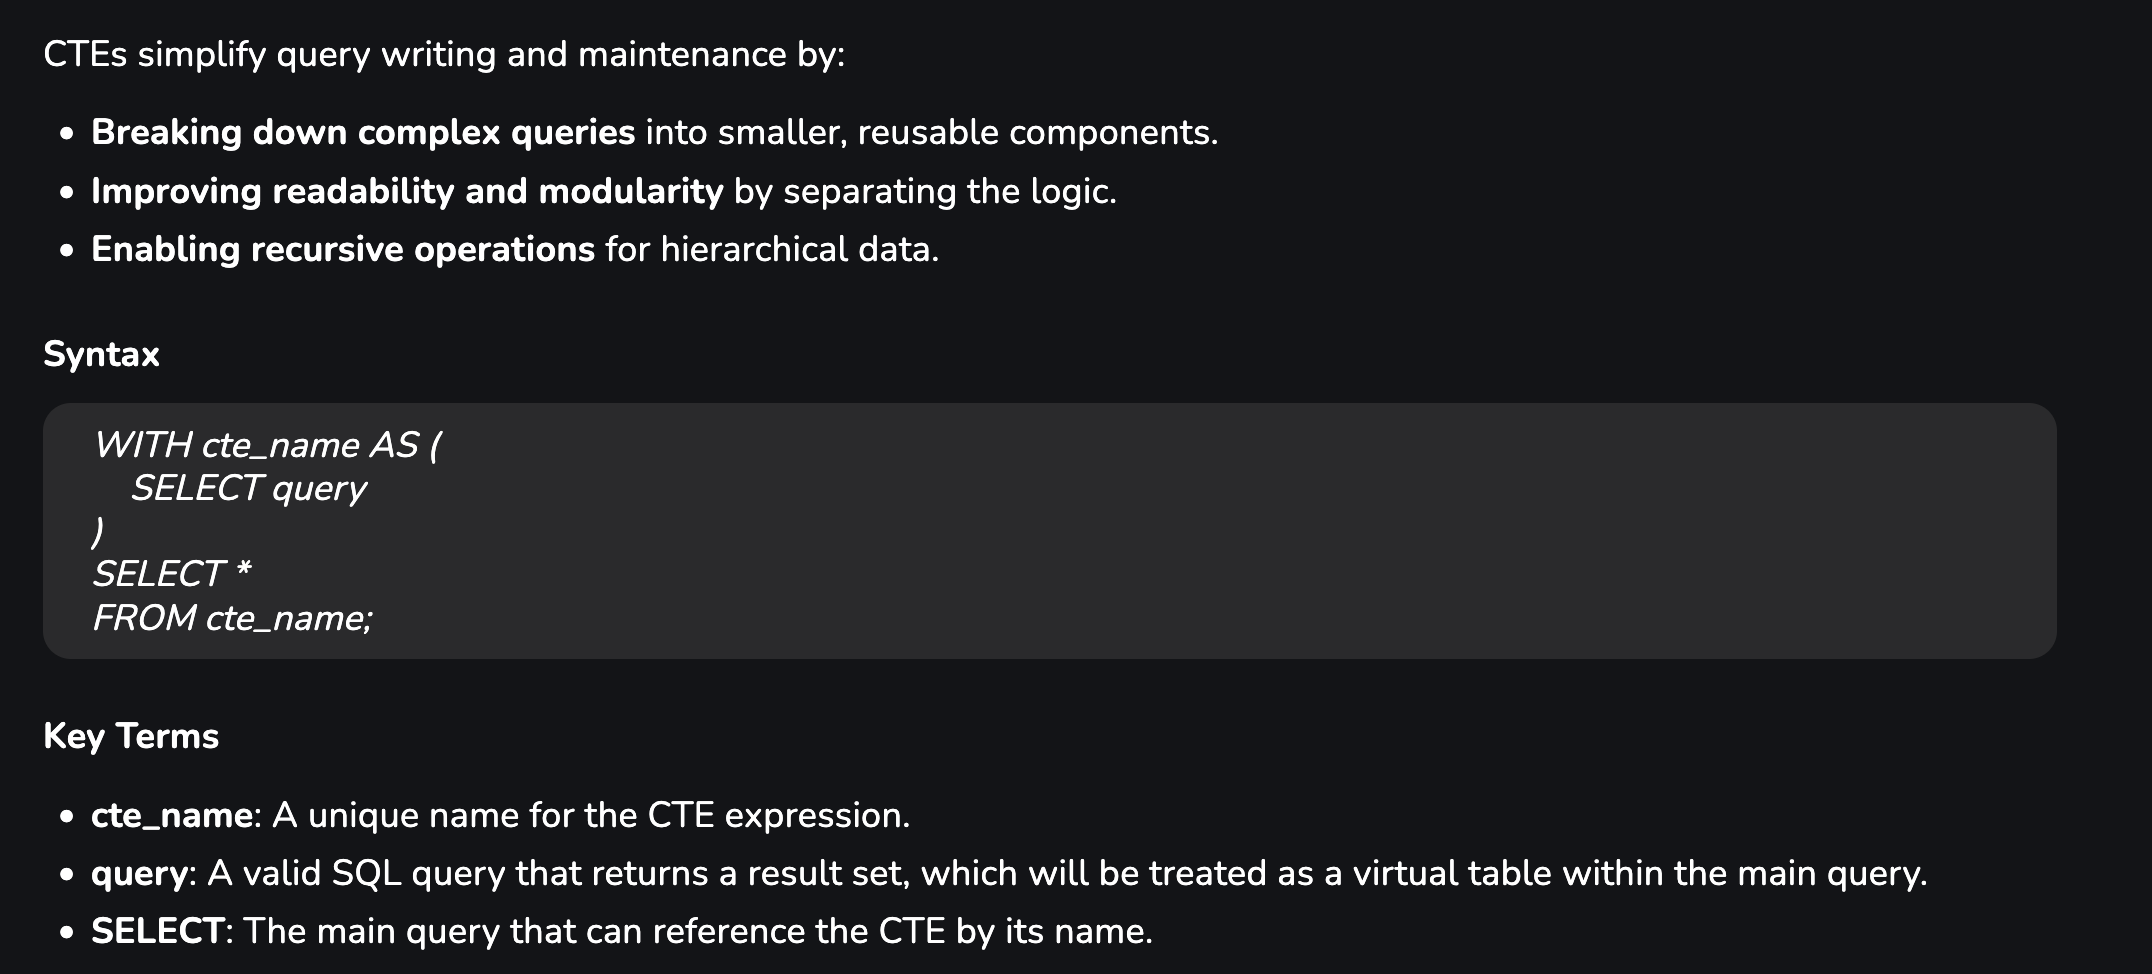 CTEs simplify query writing and maintenance by:
• Breaking down complex queries into smaller, reusable components.
• Improving readability and modularity by separating the logic.
• Enabling recursive operations for hierarchical data.
Syntax
WITH cte_name AS (
SELECT query
)
SELECT *
FROM cte_name;
Key Terms
• cte_name: A unique name for the CTE expression.
• query: A valid SQL query that returns a result set, which will be treated as a virtual table within the main query.
• SELECT: The main query that can reference the CTE by its name.